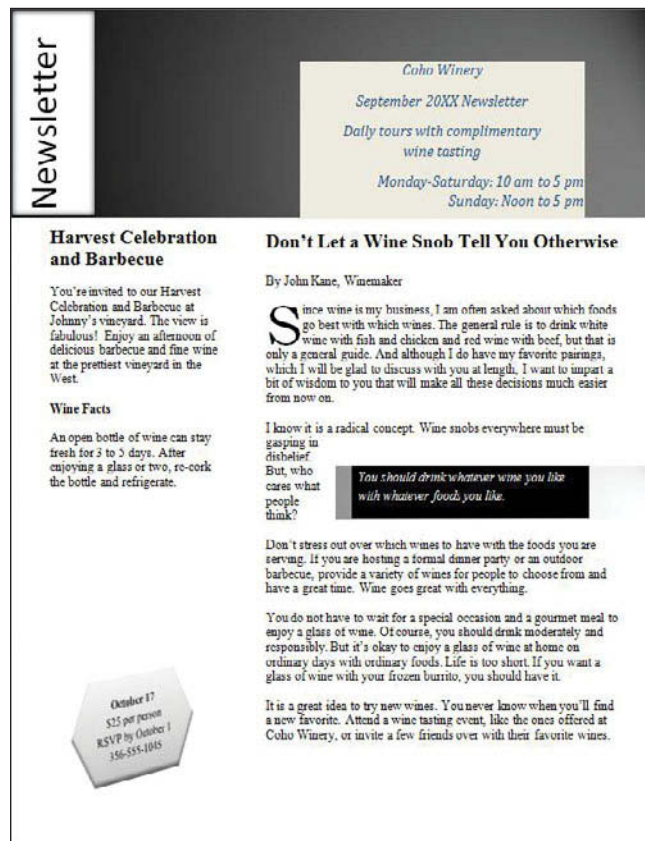 Newsletter
Coho Winery
September 20XX Newsletter
Daily tours with complimentary
wine tasting
Monday-Saturday: 10 am to 5 pm
Sunday: Noon to 5 pm
Harvest Celebration
and Barbecue
You're invited to our Harvest
Celebration and Barbecue at
Johnny's vineyard. The view is
fabulous! Enjoy an afternoon of
delicious barbecue and fine wine
at the prettiest vineyard in the
West.
Wine Facts
An open bottle of wine can stay
fresh for 3 to 5 days. After
enjoying a glass or two, re-cork
the bottle and refrigerate.
October 17
$25 per person
RSVP by October 1
356-555-1045
Don't Let a Wine Snob Tell You Otherwise
By John Kane, Winemaker
Since wine is my business, I am often asked about which foods
go best with which wines. The general rule is to drink white
wine with fish and chicken and red wine with beef, but that is
only a general guide. And although I do have my favorite pairings,
which I will be glad to discuss with you at length, I want to impart a
bit of wisdom to you that will make all these decisions much easier
from now on.
I know it is a radical concept. Wine snobs everywhere must be
gasping in
disbelief.
But, who
cares what
people
think?
You should drink whatever wine you like
with whatever foods you like.
Don't stress out over which wines to have with the foods you are
serving. If you are hosting a formal dinner party or an outdoor
barbecue, provide a variety of wines for people to choose from and
have a great time. Wine goes great with everything.
You do not have to wait for a special occasion and a gourmet meal to
enjoy a glass of wine. Of course, you should drink moderately and
responsibly. But it's okay to enjoy a glass of wine at home on
ordinary days with ordinary foods. Life is too short. If you want a
glass of wine with your frozen burrito, you should have it.
It is a great idea to try new wines. You never know when you'll find
a new favorite. Attend a wine tasting event, like the ones offered at
Coho Winery, or invite a few friends over with their favorite wines.